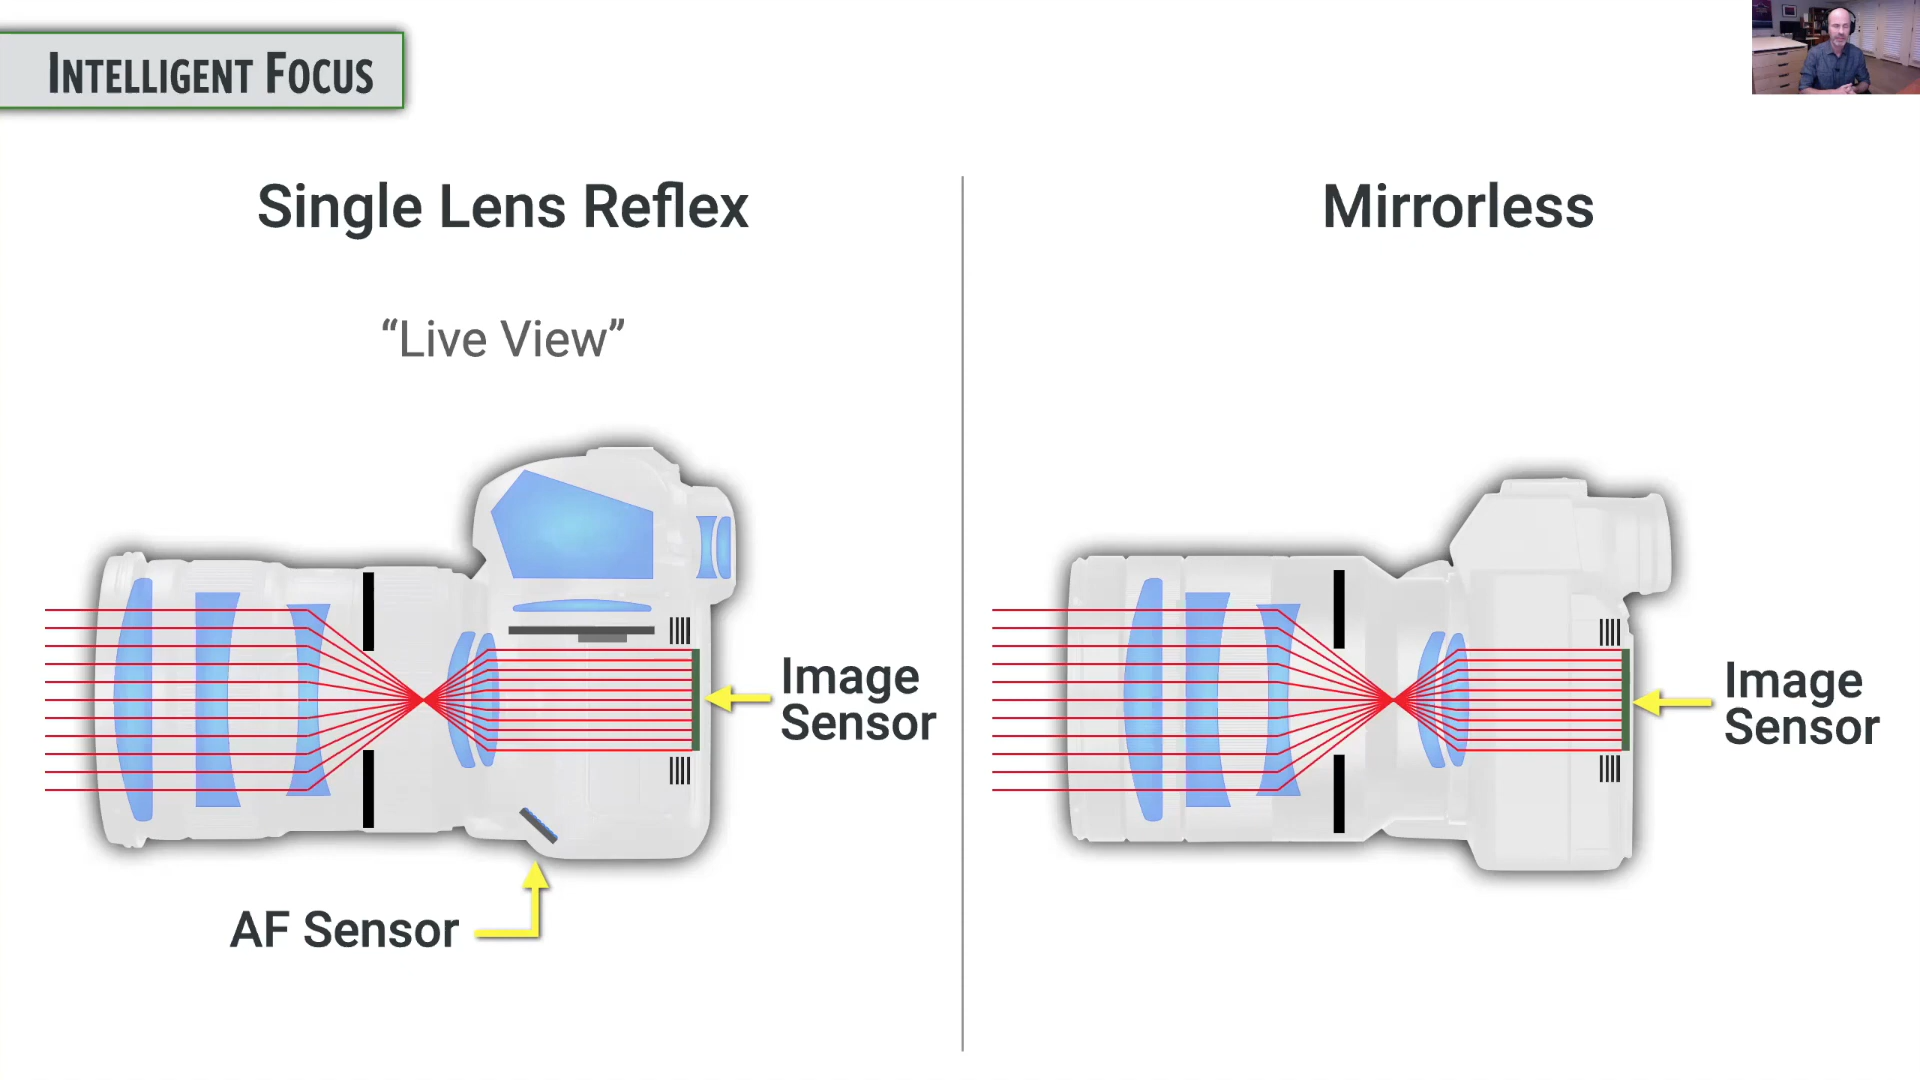 INTELLIGENT FOCUS
Single Lens Reflex
“Live View”
Image
Sensor
AF Sensor
Mirrorless
Image
Sensor